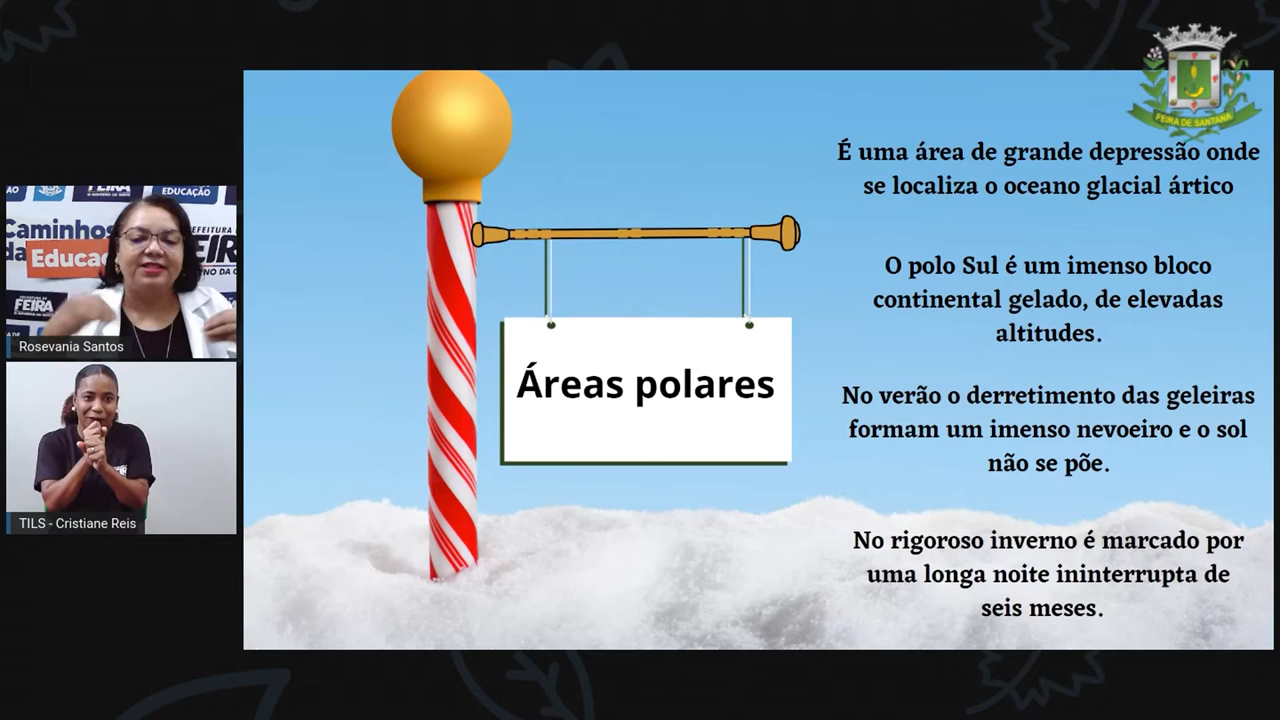 FEIRA DE SANTANA
É uma área de grande depressão onde
se localiza o oceano glacial ártico
O polo Sul é um imenso bloco
continental gelado, de elevadas
altitudes.
Áreas polares
No verão o derretimento das geleiras
formam um imenso nevoeiro e o sol
não se põe.
No rigoroso inverno é marcado por
uma longa noite ininterrupta de
seis meses.
EDUCAÇÃO
Caminhos
da Educa
FEIRA
Rosevania Santos
TILS - Cristiane Reis